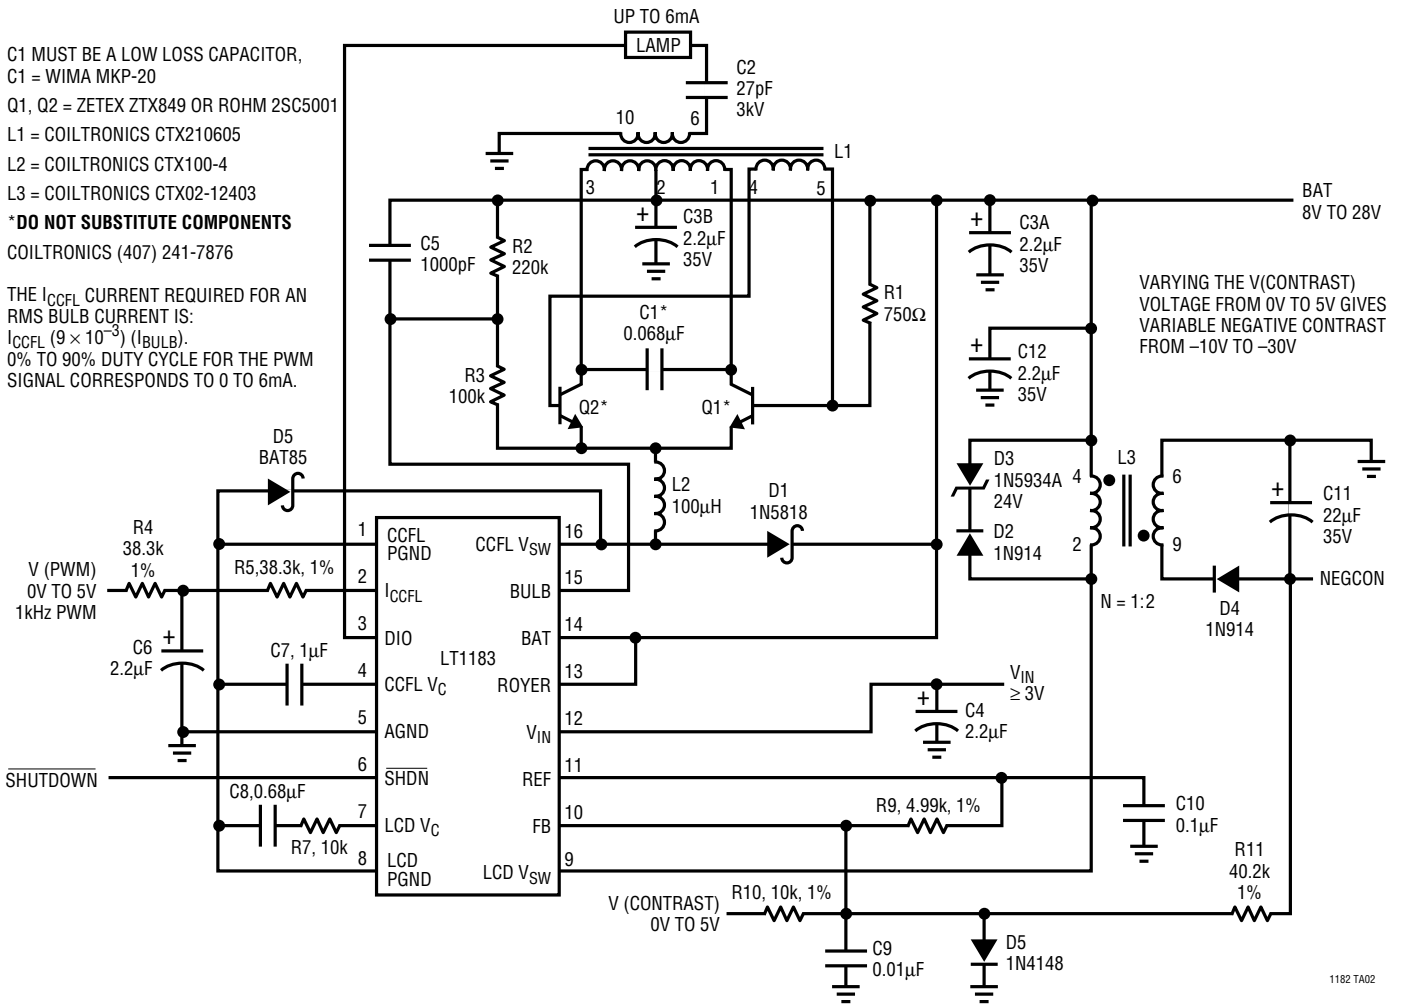 UP TO 6mA
LAMP
C1 MUST BE A LOW LOSS CAPACITOR,
C1 = WIMA MKP-20
Q1, Q2 = ZETEX ZTX849 OR ROHM 2SC5001
L1 = COILTRONICS CTX210605
L2 = COILTRONICS CTX100-4
L3 = COILTRONICS CTX02-12403
*DO NOT SUBSTITUTE COMPONENTS
COILTRONICS (407) 241-7876
THE ICCFL CURRENT REQUIRED FOR AN
RMS BULB CURRENT IS:
ICCFL (9 × 10–3) (IBULB).
0% TO 90% DUTY CYCLE FOR THE PWM
SIGNAL CORRESPONDS TO 0 TO 6mA.
C2
27pF
3kV
10
6
L1
3
2
1
4
5
BAT
8V TO 28V
C5
1000pF
R2
220k
+
C3B
2.2µF
35V
R1
750Ω
+
C3A
2.2µF
35V
VARYING THE V(CONTRAST)
VOLTAGE FROM 0V TO 5V GIVES
VARIABLE NEGATIVE CONTRAST
FROM –10V TO –30V
C1*
0.068µF
+
C12
2.2µF
35V
R3
100k
Q2*
Q1*
D5
BAT85
L2
100µH
D1
1N5818
D3
1N5934A
24V
D2
1N914
4
2
L3
6
9
N = 1:2
+
C11
22µF
35V
NEGCON
D4
1N914
R4
38.3k
1%
V (PWM)
0V TO 5V
1kHz PWM
R5,38.3k, 1%
+
C6
2.2µF
C7, 1µF
SHUTDOWN
C8,0.68µF
R7, 10k
LT1183
1
CCFL
PGND
2
ICCFL
3
DIO
4
CCFL VC
5
AGND
6
SHDN
7
LCD VC
8
LCD
PGND
CCFL VSW
16
BULB
15
BAT
14
ROYER
13
VIN
12
REF
11
FB
10
LCD VSW
9
VIN
≥ 3V
+
C4
2.2µF
R9, 4.99k, 1%
C10
0.1µF
R11
40.2k
1%
V (CONTRAST)
0V TO 5V
R10, 10k, 1%
C9
0.01µF
D5
1N4148
1182 TA02